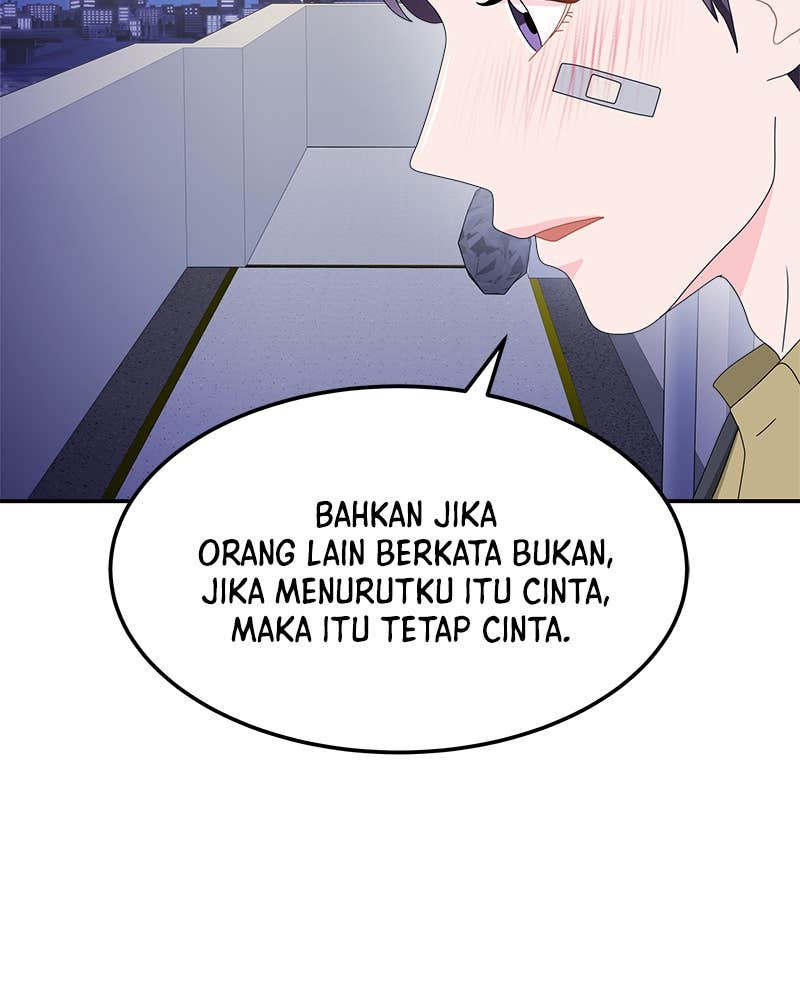 BAHKAN JIKA
ORANG LAIN BERKATA BUKAN,
JIKA MENURUTKU ITU CINTA,
MAKA ITU TETAP CINTA.